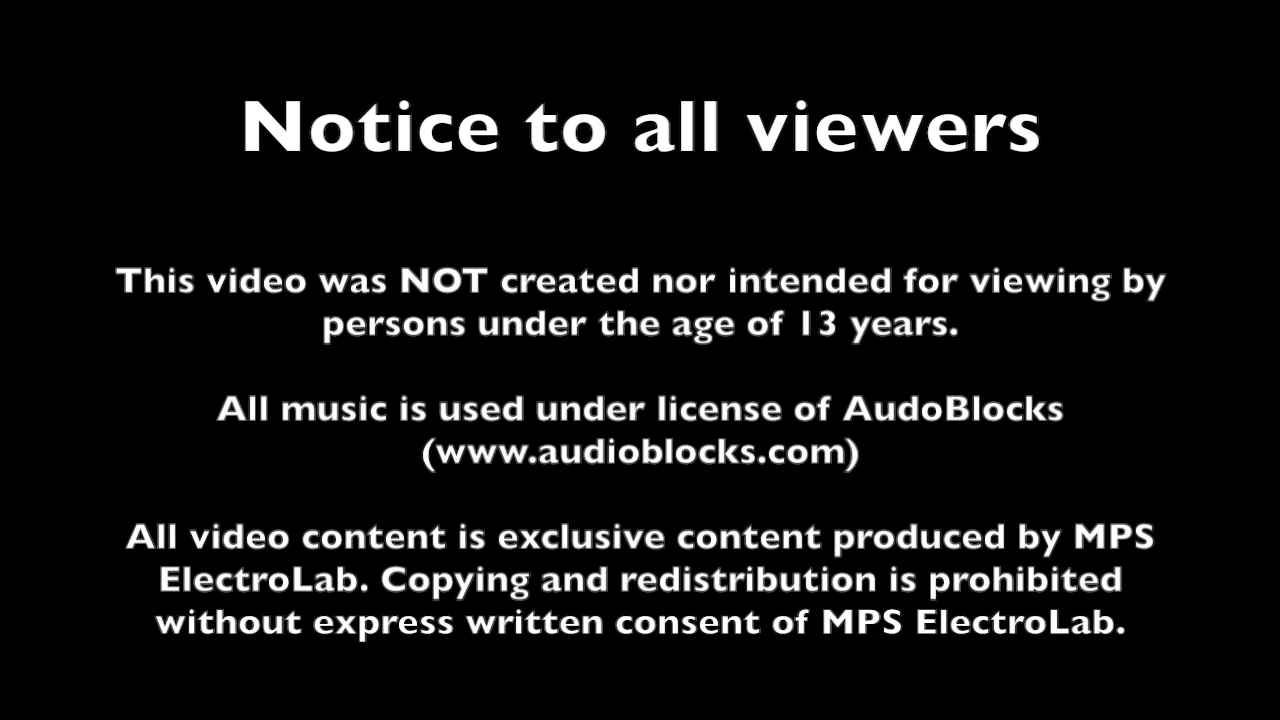 Notice to all viewers
This video was NOT created nor intended for viewing by
persons under the age of 13 years.
All music is used under license of AudoBlocks
(www.audioblocks.com)
All video content is exclusive content produced by MPS
ElectroLab. Copying and redistribution is prohibited
without express written consent of MPS ElectroLab.